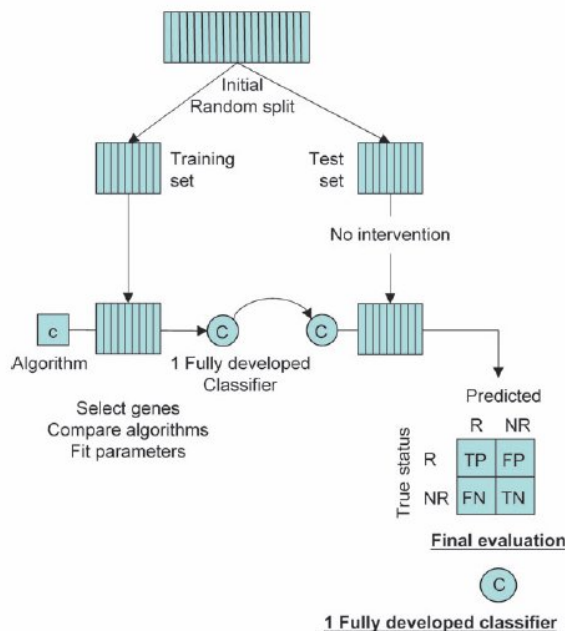 Initial
Random split
Training
set
Test
set
No intervention
c
C
C
Algorithm
1 Fully developed
Classifier
Select genes
Compare algorithms
Fit parameters
Predicted
R NR
True status
R TP FP
NR FN TN
Final evaluation
C
1 Fully developed classifier